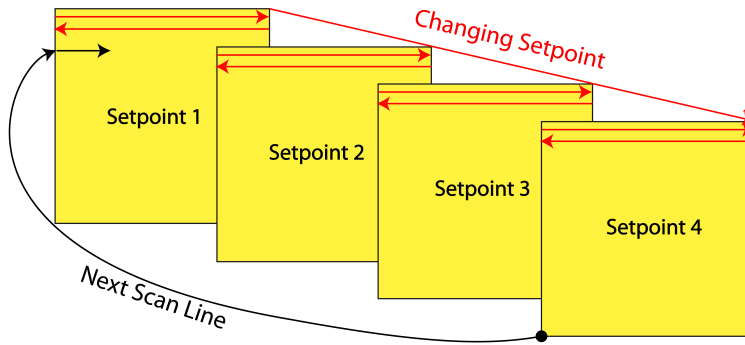 Changing Setpoint
Setpoint 1
Setpoint 2
Setpoint 3
Setpoint 4
Next Scan Line